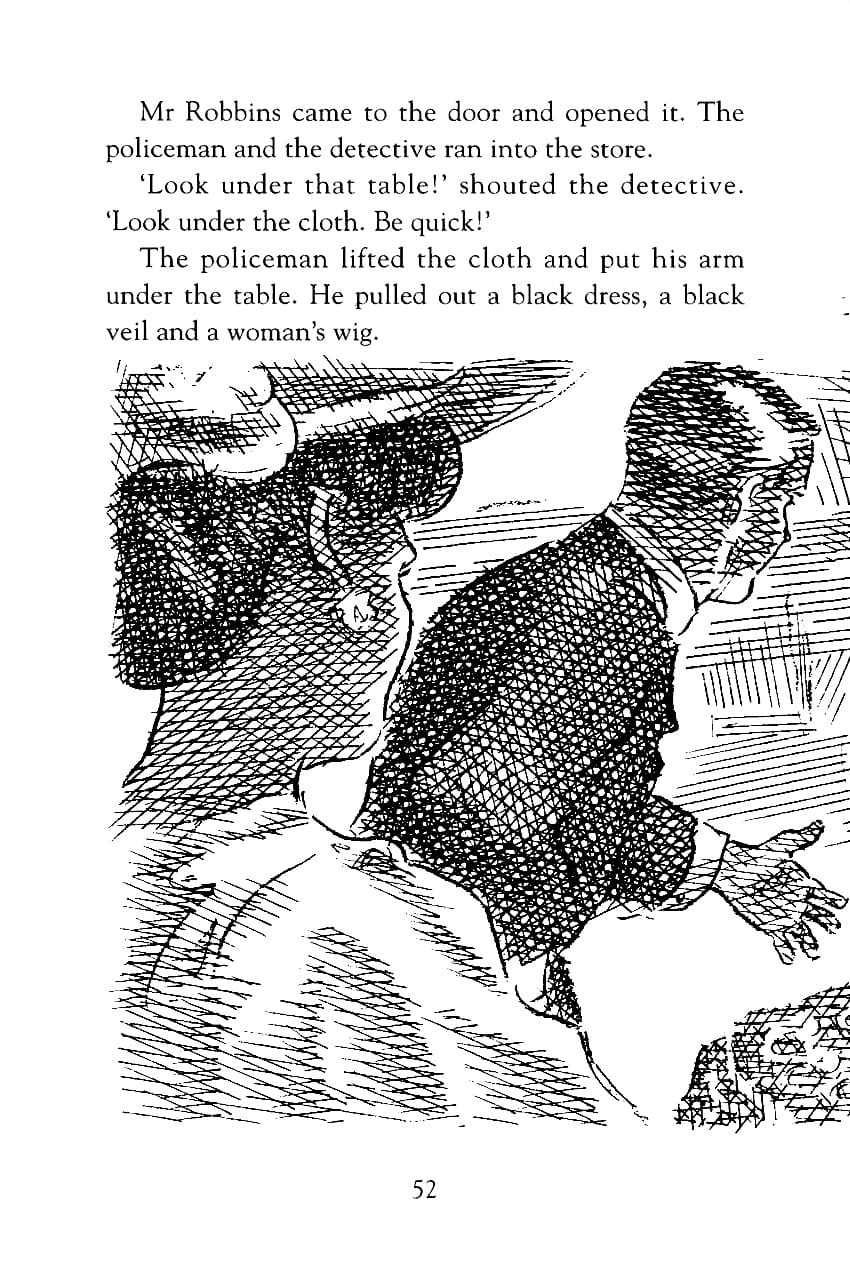 Mr Robbins came to the door and opened it. The
policeman and the detective ran into the store.
‘Look under that table!’ shouted the detective.
‘Look under the cloth. Be quick!’
The policeman lifted the cloth and put his arm
under the table. He pulled out a black dress, a black
veil and a woman’s wig.
52